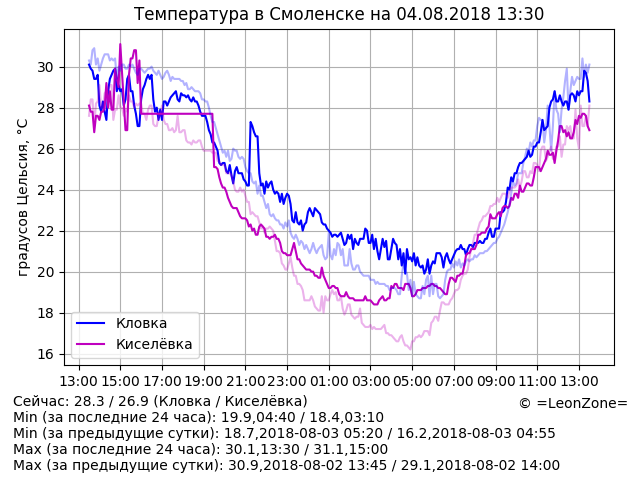 Температура в Смоленске на 04.08.2018 13:30
градусов Цельсия, °C
30
28
26
24
22
20
18
16
Кловка
Киселёвка
13:00 15:00 17:00 19:00 21:00 23:00 01:00 03:00 05:00 07:00 09:00 11:00 13:00
Сейчас: 28.3 / 26.9 (Кловка / Киселёвка)
© =LeonZone=
Min (за последние 24 часа): 19.9,04:40 / 18.4,03:10
Min (за предыдущие сутки): 18.7,2018-08-03 05:20 / 16.2,2018-08-03 04:55
Max (за последние 24 часа): 30.1,13:30 / 31.1,15:00
Max (за предыдущие сутки): 30.9,2018-08-02 13:45 / 29.1,2018-08-02 14:00